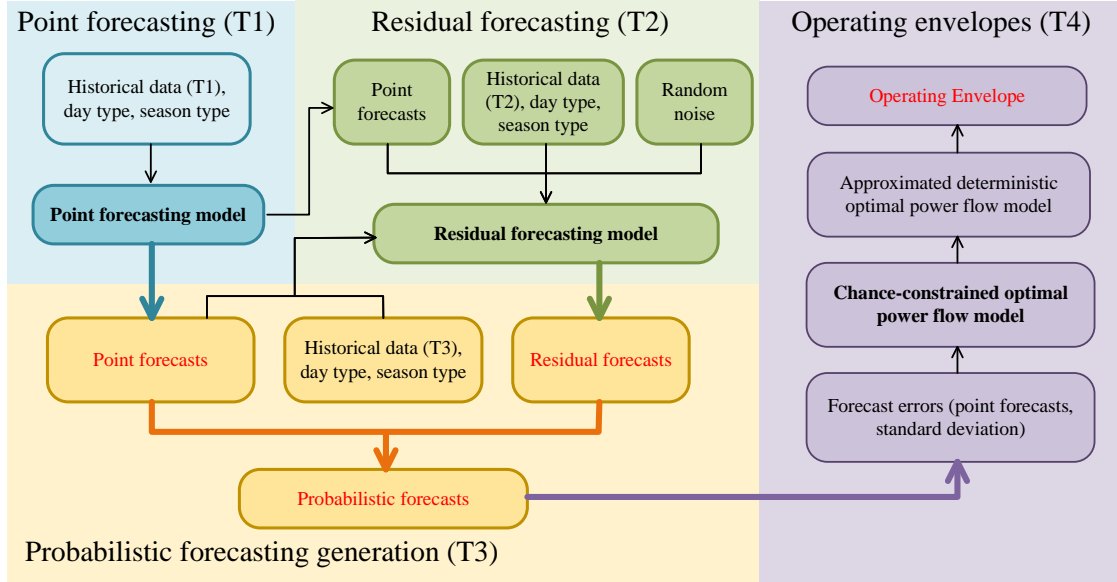 Point forecasting (T1)
Historical data (T1),
day type, season type
Point forecasting model
Residual forecasting (T2)
Point
forecasts
Historical data
(T2), day type,
season type
Random
noise
Residual forecasting model
Point forecasts
Historical data (T3),
day type, season type
Residual forecasts
Probabilistic forecasts
Probabilistic forecasting generation (T3)
Operating envelopes (T4)
Operating Envelope
Approximated deterministic
optimal power flow model
Chance-constrained optimal
power flow model
Forecast errors (point forecasts,
standard deviation)